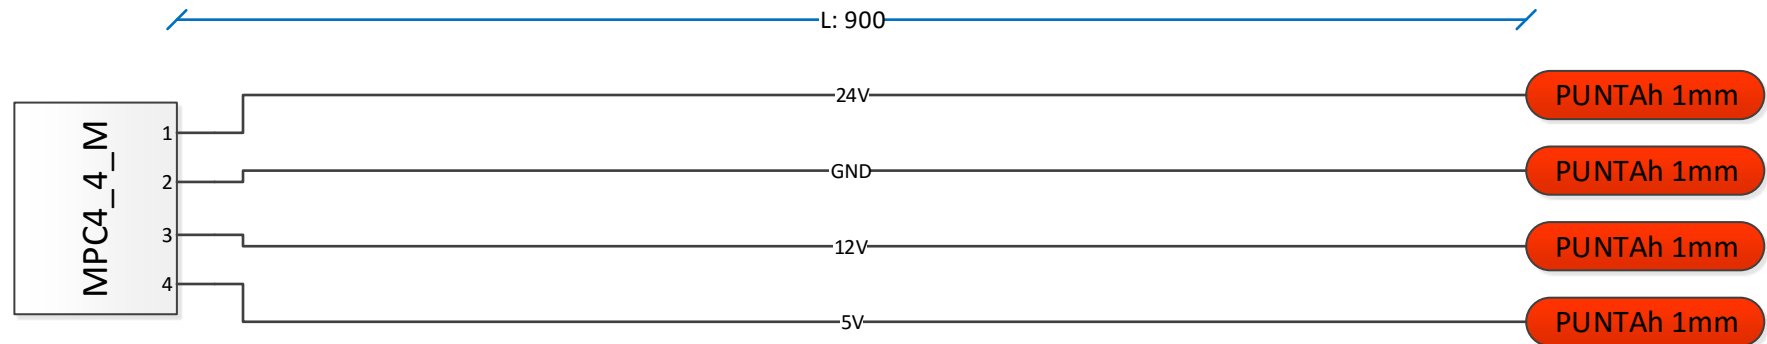 L: 900
MPC4_4_M
1
24V
PUNTAh 1mm
2
GND
PUNTAh 1mm
3
12V
PUNTAh 1mm
4
5V
PUNTAh 1mm